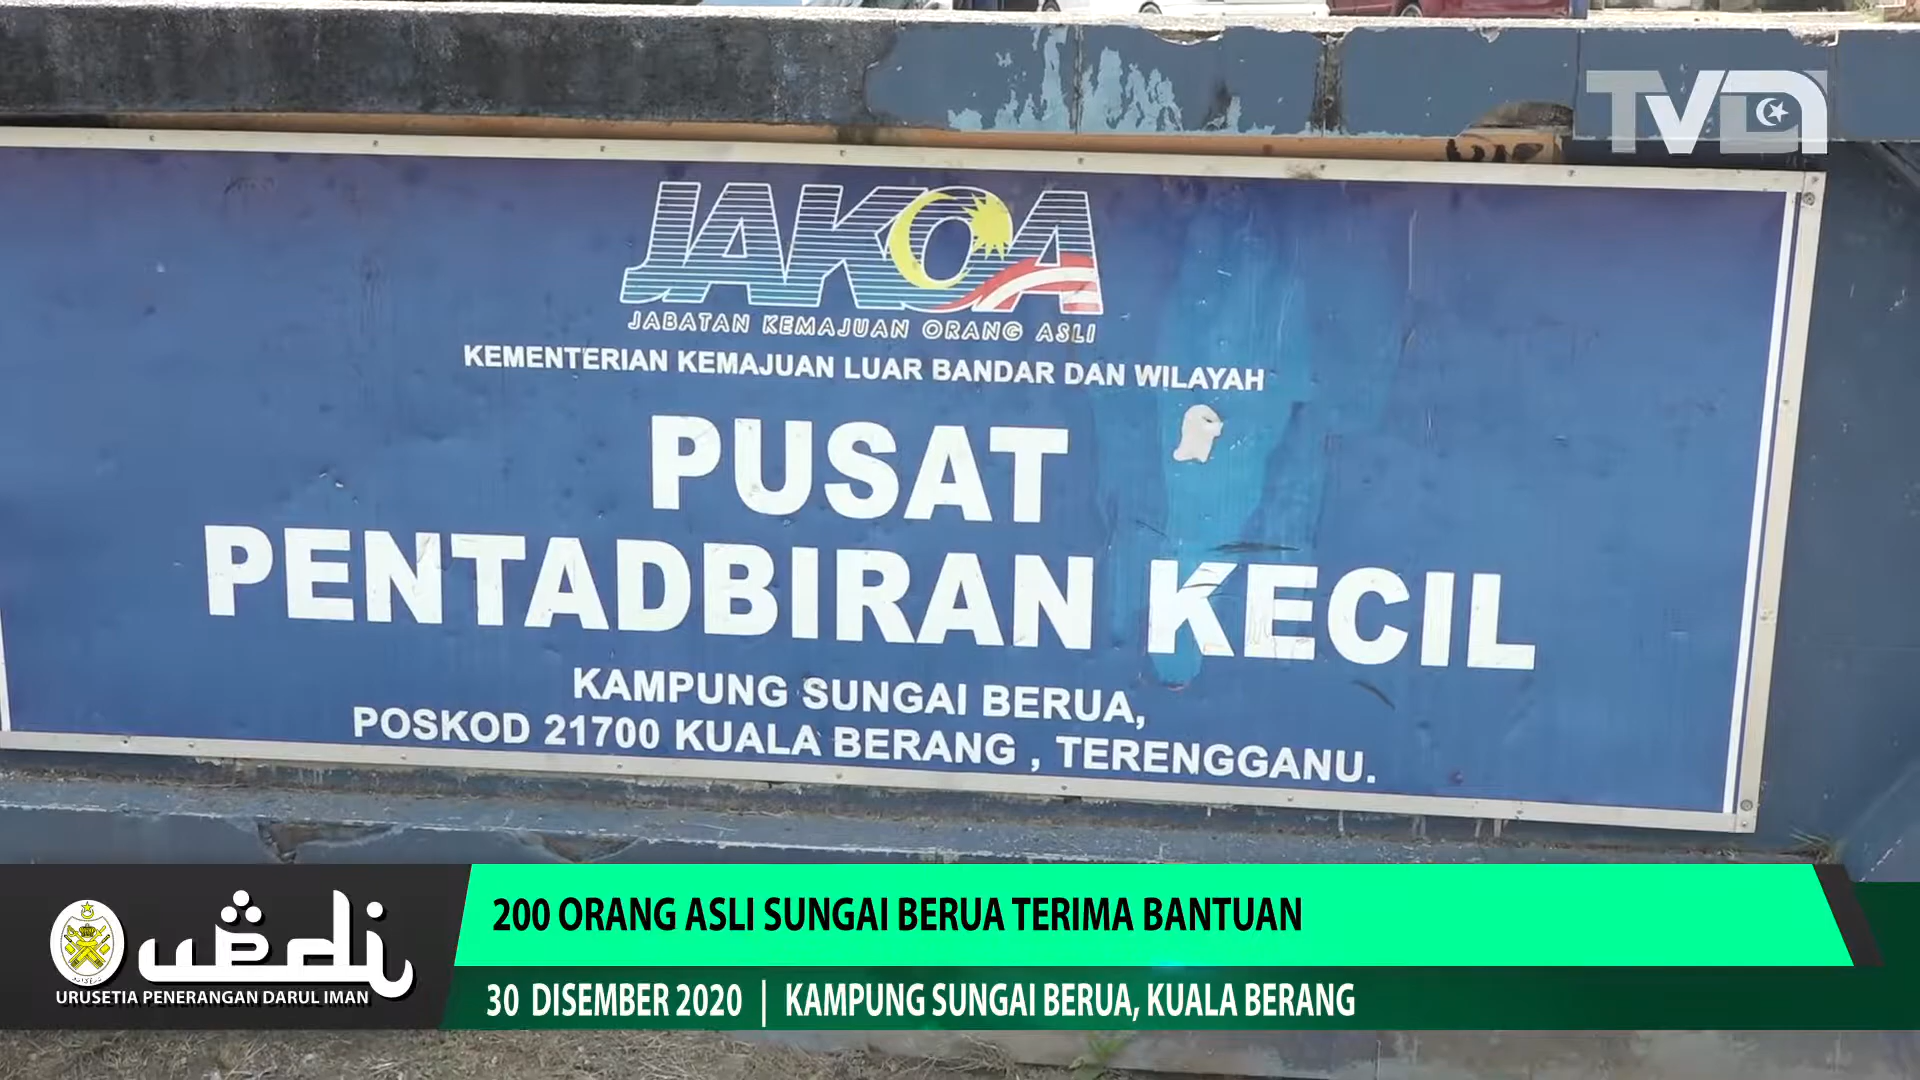 TVDI
JAKOA
JABATAN KEMAJUAN ORANG ASLI
KEMENTERIAN KEMAJUAN LUAR BANDAR DAN WILAYAH
PUSAT
PENTADBIRAN KECIL
KAMPUNG SUNGAI BERUA,
POSKOD 21700 KUALA BERANG , TERENGGANU.
200 ORANG ASLI SUNGAI BERUA TERIMA BANTUAN
30 DISEMBER 2020 | KAMPUNG SUNGAI BERUA, KUALA BERANG
URUSETIA PENERANGAN DARUL IMAN